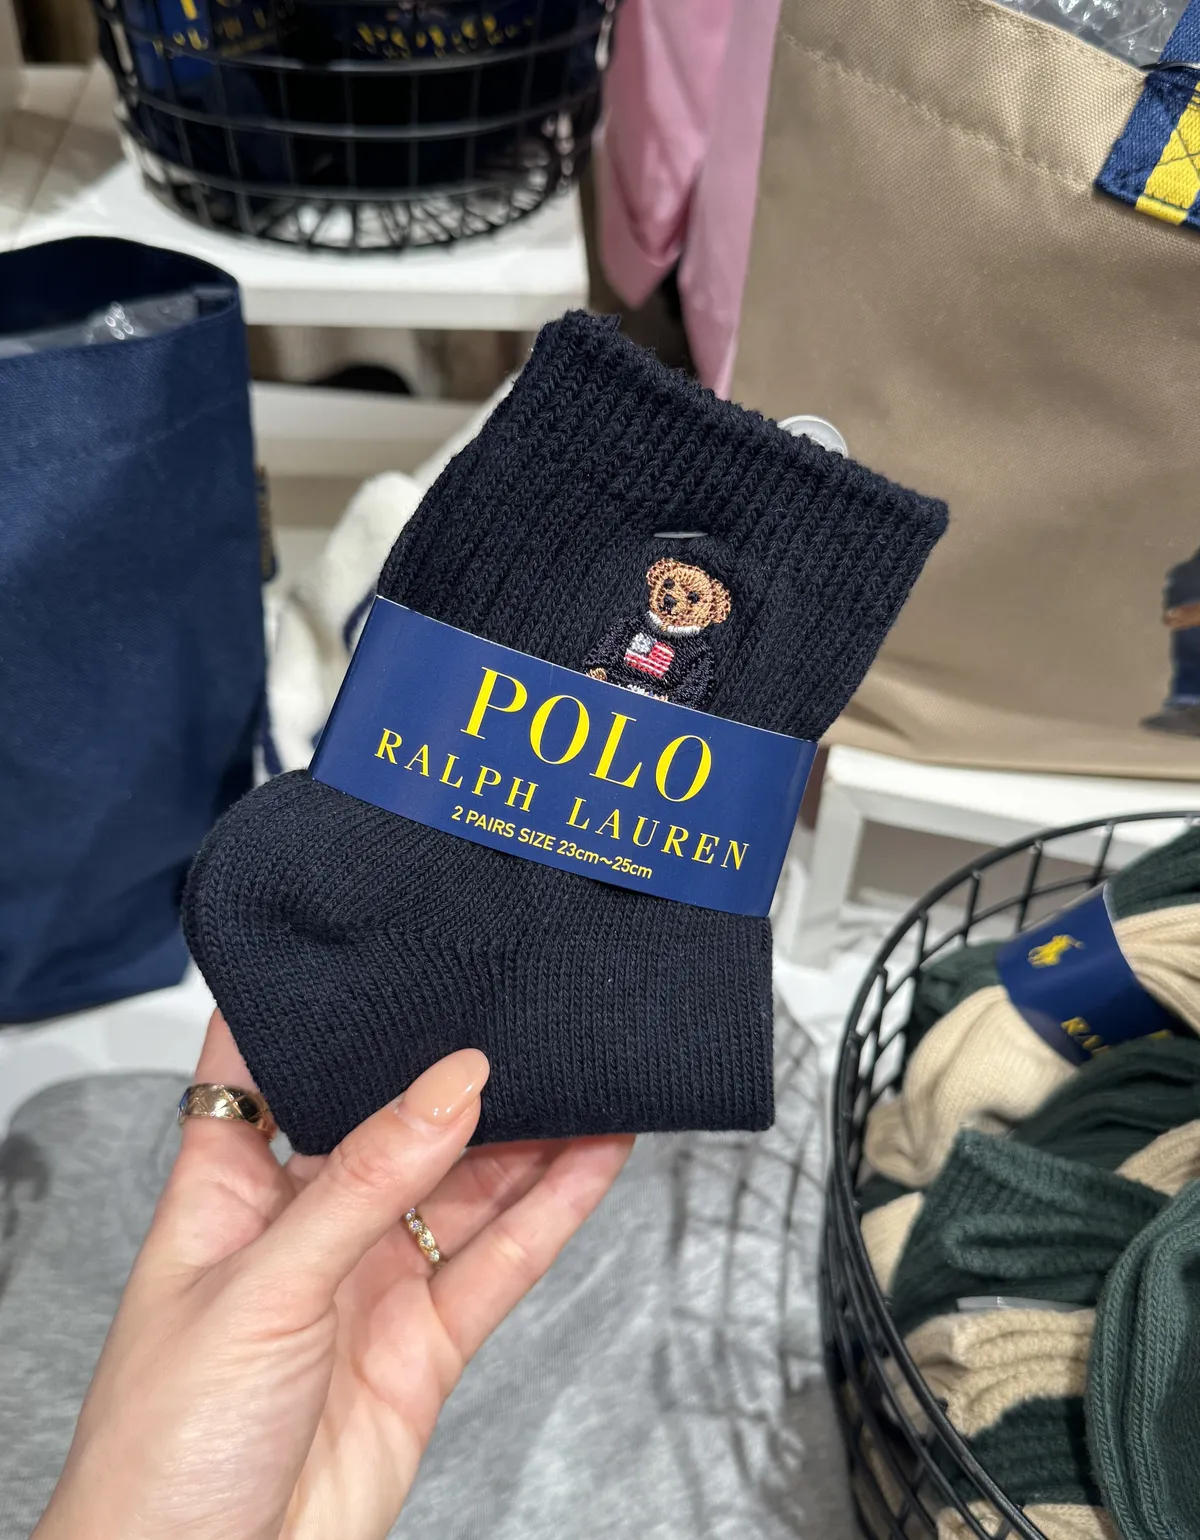 POLO
RALPH LAUREN
2 PAIRS SIZE 23cm~25cm